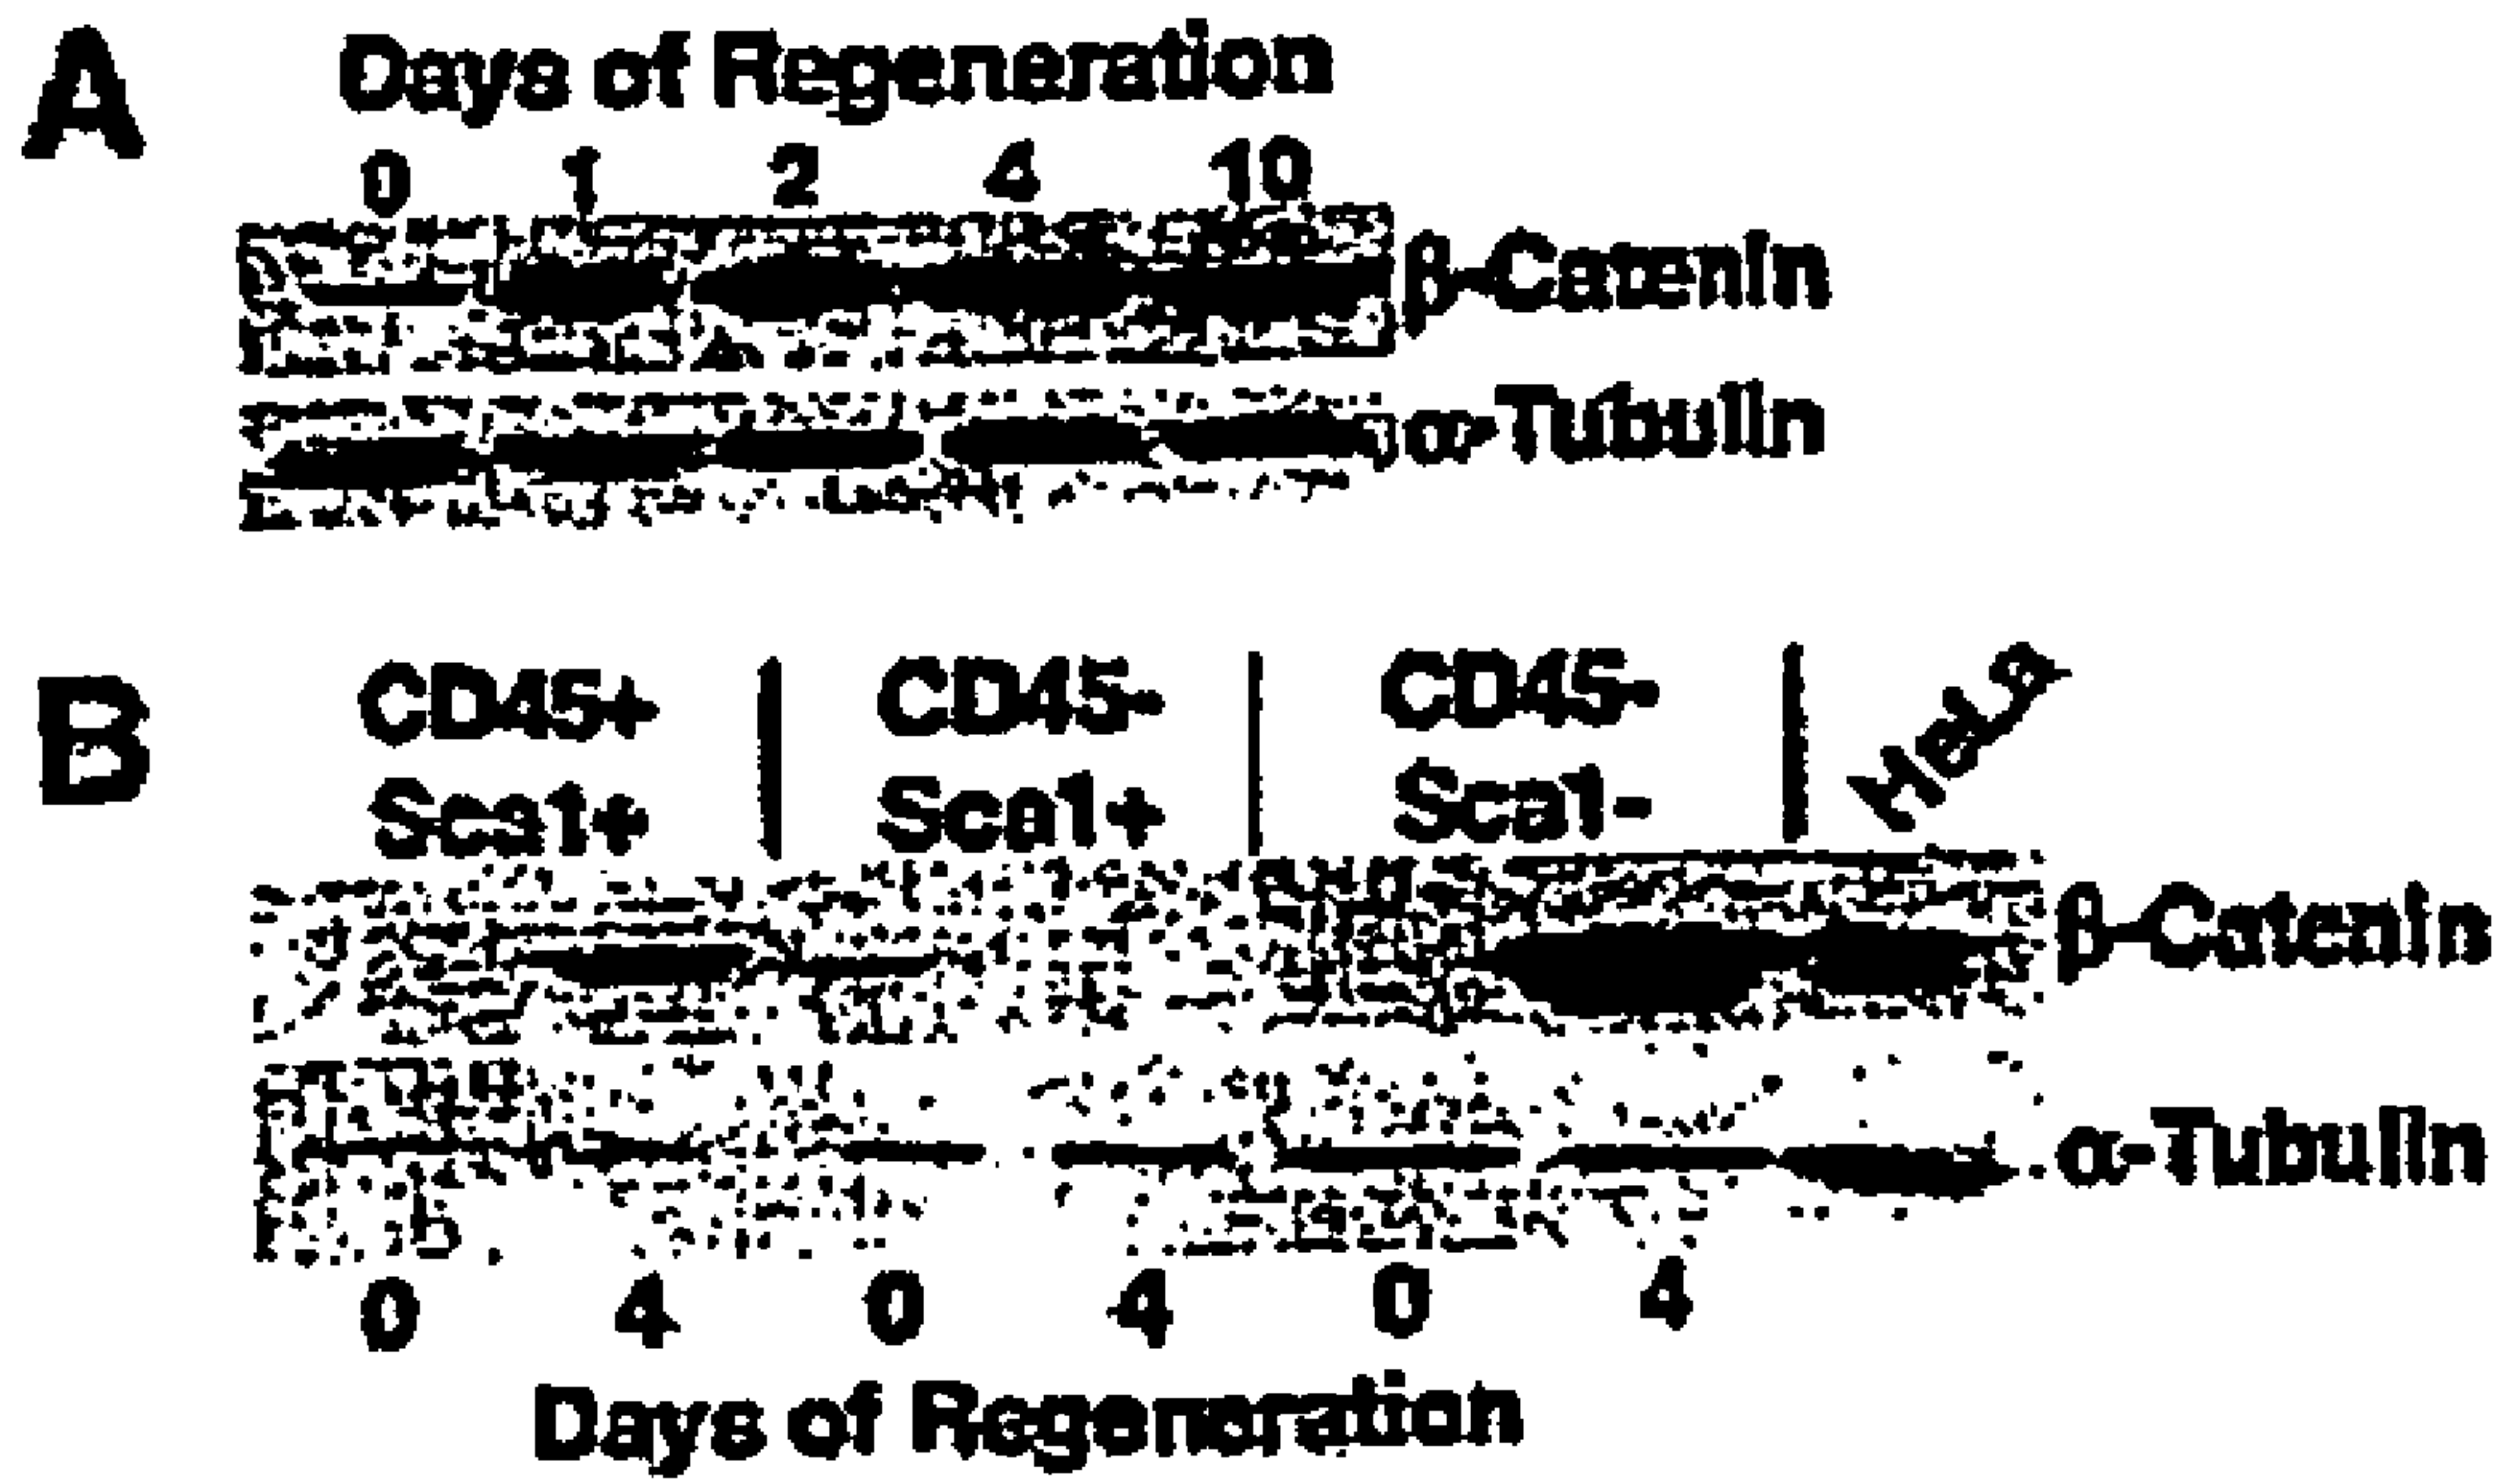 A
Days of Regeneration
0 1 2 4 10
β-Catenin
α-Tubulin
B
CD45+ CD45- CD45-
Sca1+ Sca1+ Sca1-
β-Catenin
α-Tubulin
0 4 0 4 0 4
Days of Regeneration